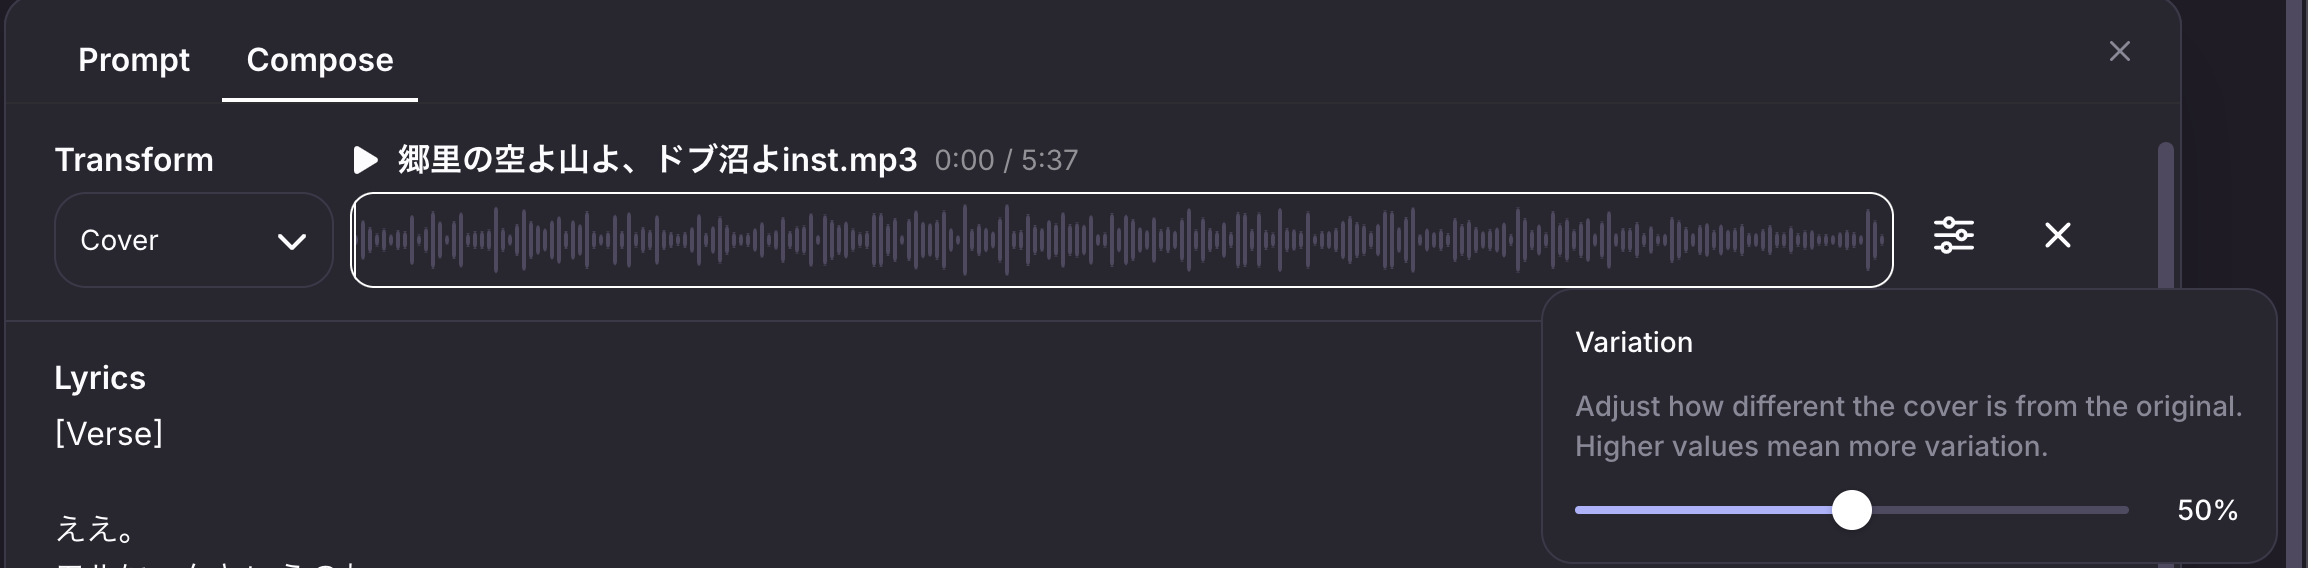 Prompt Compose
Transform
郷里の空よ山よ、ドブ沼よinst.mp3 0:00 / 5:37
Cover
Variation
Adjust how different the cover is from the original.
Higher values mean more variation.
50%
Lyrics
[Verse]
ええ。